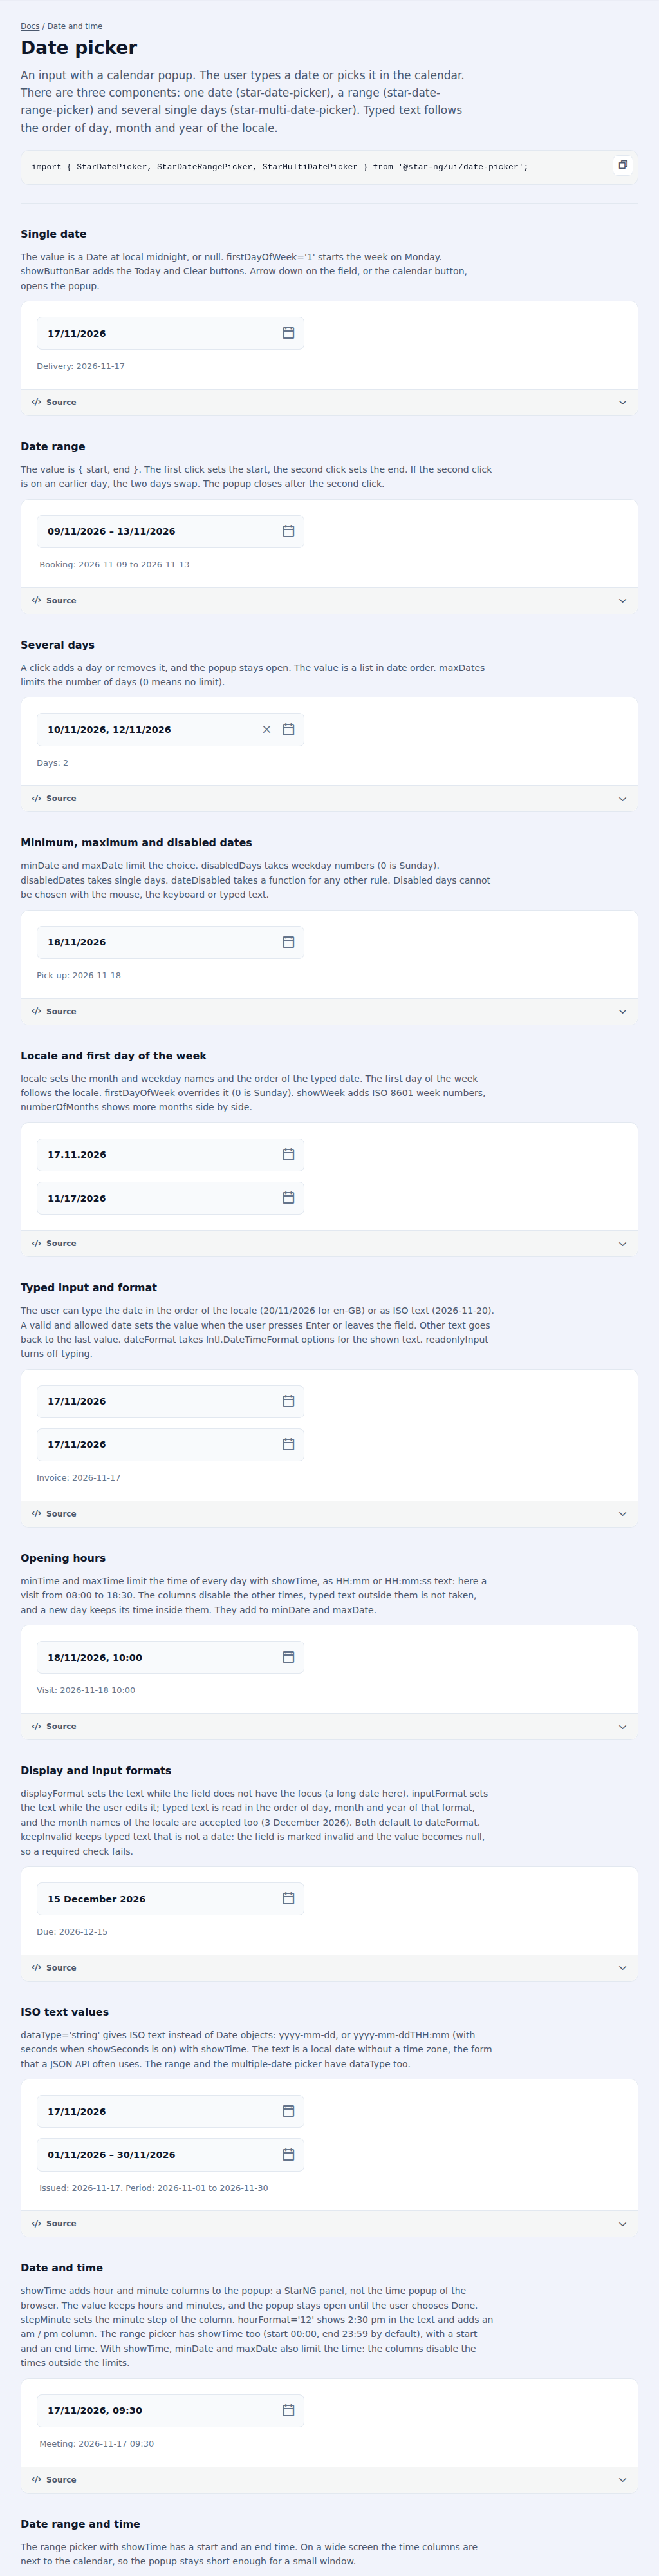 Docs / Date and time
Date picker
An input with a calendar popup. The user types a date or picks it in the calendar.
There are three components: one date (star-date-picker), a range (star-date-
range-picker) and several single days (star-multi-date-picker). Typed text follows
the order of day, month and year of the locale.
import { StarDatePicker, StarDateRangePicker, StarMultiDatePicker } from '@star-ng/ui/date-picker';
Single date
The value is a Date at local midnight, or null. firstDayOfWeek='1' starts the week on Monday.
showButtonBar adds the Today and Clear buttons. Arrow down on the field, or the calendar button,
opens the popup.
17/11/2026
Delivery: 2026-11-17
Source
Date range
The value is { start, end }. The first click sets the start, the second click sets the end. If the second click
is on an earlier day, the two days swap. The popup closes after the second click.
09/11/2026 – 13/11/2026
Booking: 2026-11-09 to 2026-11-13
Source
Several days
A click adds a day or removes it, and the popup stays open. The value is a list in date order. maxDates
limits the number of days (0 means no limit).
10/11/2026, 12/11/2026
Days: 2
Source
Minimum, maximum and disabled dates
minDate and maxDate limit the choice. disabledDays takes weekday numbers (0 is Sunday).
disabledDates takes single days. dateDisabled takes a function for any other rule. Disabled days cannot
be chosen with the mouse, the keyboard or typed text.
18/11/2026
Pick-up: 2026-11-18
Source
Locale and first day of the week
locale sets the month and weekday names and the order of the typed date. The first day of the week
follows the locale. firstDayOfWeek overrides it (0 is Sunday). showWeek adds ISO 8601 week numbers,
numberOfMonths shows more months side by side.
17.11.2026
11/17/2026
Source
Typed input and format
The user can type the date in the order of the locale (20/11/2026 for en-GB) or as ISO text (2026-11-20).
A valid and allowed date sets the value when the user presses Enter or leaves the field. Other text goes
back to the last value. dateFormat takes Intl.DateTimeFormat options for the shown text. readonlyInput
turns off typing.
17/11/2026
17/11/2026
Invoice: 2026-11-17
Source
Opening hours
minTime and maxTime limit the time of every day with showTime, as HH:mm or HH:mm:ss text: here a
visit from 08:00 to 18:30. The columns disable the other times, typed text outside them is not taken,
and a new day keeps its time inside them. They add to minDate and maxDate.
18/11/2026, 10:00
Visit: 2026-11-18 10:00
Source
Display and input formats
displayFormat sets the text while the field does not have the focus (a long date here). inputFormat sets
the text while the user edits it; typed text is read in the order of day, month and year of that format,
and the month names of the locale are accepted too (3 December 2026). Both default to dateFormat.
keepInvalid keeps typed text that is not a date: the field is marked invalid and the value becomes null,
so a required check fails.
15 December 2026
Due: 2026-12-15
Source
ISO text values
dataType='string' gives ISO text instead of Date objects: yyyy-mm-dd, or yyyy-mm-ddTHH:mm (with
seconds when showSeconds is on) with showTime. The text is a local date without a time zone, the form
that a JSON API often uses. The range and the multiple-date picker have dataType too.
17/11/2026
01/11/2026 – 30/11/2026
Issued: 2026-11-17. Period: 2026-11-01 to 2026-11-30
Source
Date and time
showTime adds hour and minute columns to the popup: a StarNG panel, not the time popup of the
browser. The value keeps hours and minutes, and the popup stays open until the user chooses Done.
stepMinute sets the minute step of the column. hourFormat='12' shows 2:30 pm in the text and adds an
am / pm column. The range picker has showTime too (start 00:00, end 23:59 by default), with a start
and an end time. With showTime, minDate and maxDate also limit the time: the columns disable the
times outside the limits.
17/11/2026, 09:30
Meeting: 2026-11-17 09:30
Source
Date range and time
The range picker with showTime has a start and an end time. On a wide screen the time columns are
next to the calendar, so the popup stays short enough for a small window.